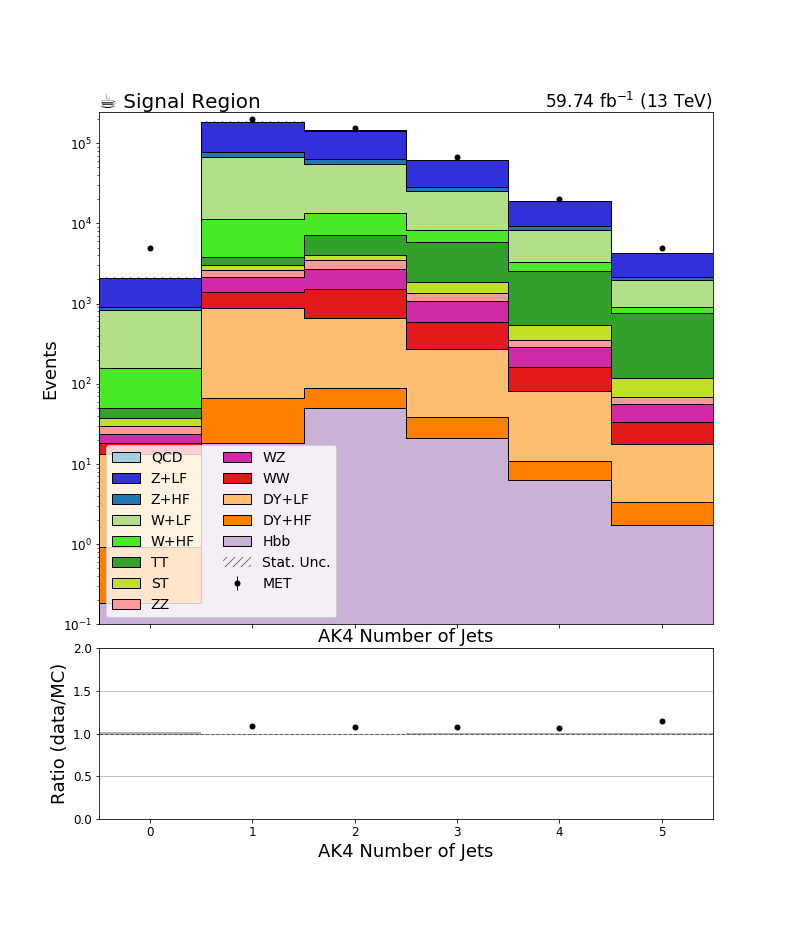 ☕ Signal Region
59.74 fb⁻¹ (13 TeV)
Events
10⁵
10⁴
10³
10²
10¹
10⁰
10⁻¹
QCD
Z+LF
Z+HF
W+LF
W+HF
TT
ST
ZZ
WZ
WW
DY+LF
DY+HF
Hbb
Stat. Unc.
MET
AK4 Number of Jets
Ratio (data/MC)
2.0
1.5
1.0
0.5
0.0
0 1 2 3 4 5
AK4 Number of Jets